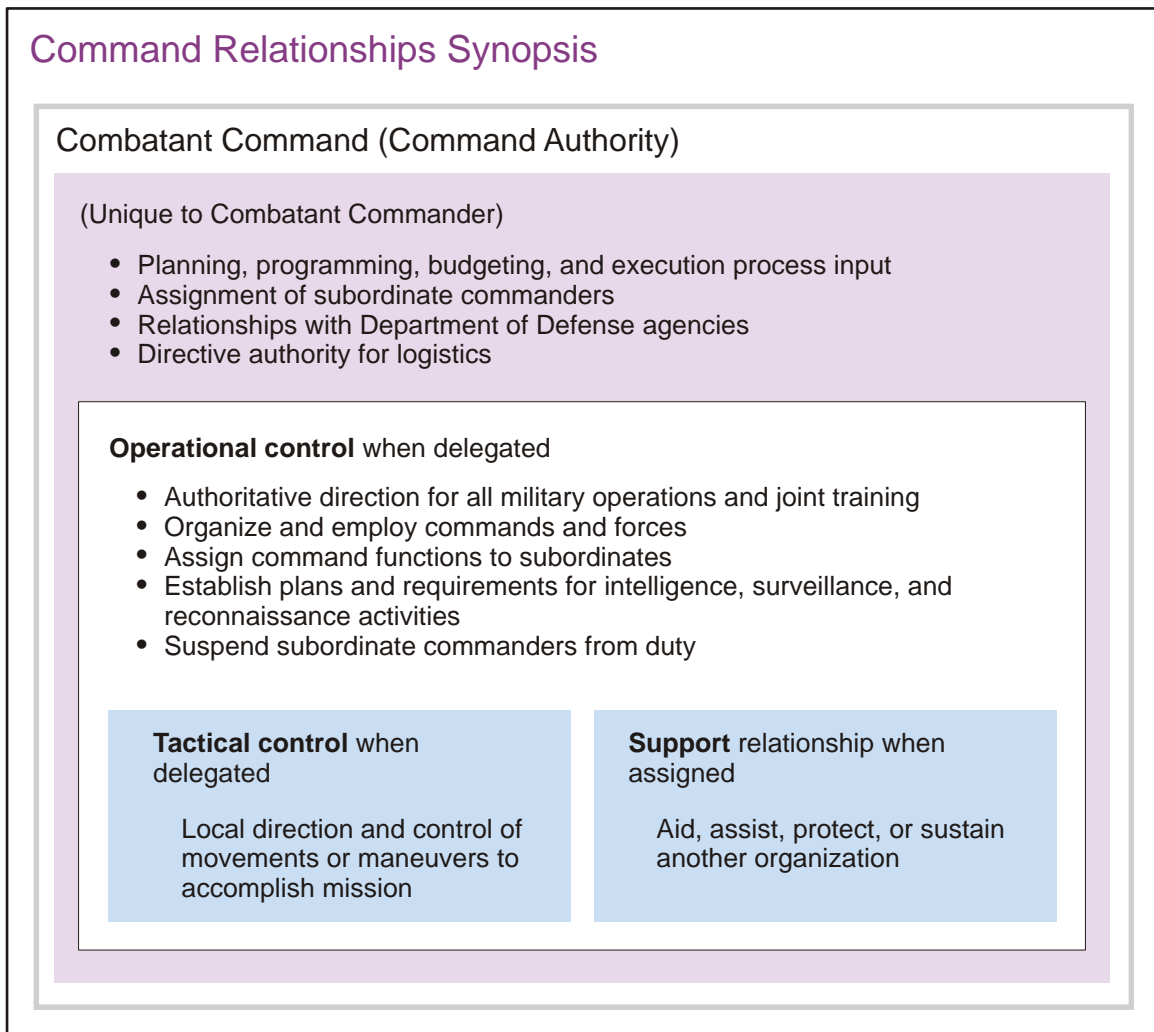 Command Relationships Synopsis
Combatant Command (Command Authority)
(Unique to Combatant Commander)
• Planning, programming, budgeting, and execution process input
• Assignment of subordinate commanders
• Relationships with Department of Defense agencies
• Directive authority for logistics
Operational control when delegated
• Authoritative direction for all military operations and joint training
• Organize and employ commands and forces
• Assign command functions to subordinates
• Establish plans and requirements for intelligence, surveillance, and
reconnaissance activities
• Suspend subordinate commanders from duty
Tactical control when
delegated
Local direction and control of
movements or maneuvers to
accomplish mission
Support relationship when
assigned
Aid, assist, protect, or sustain
another organization